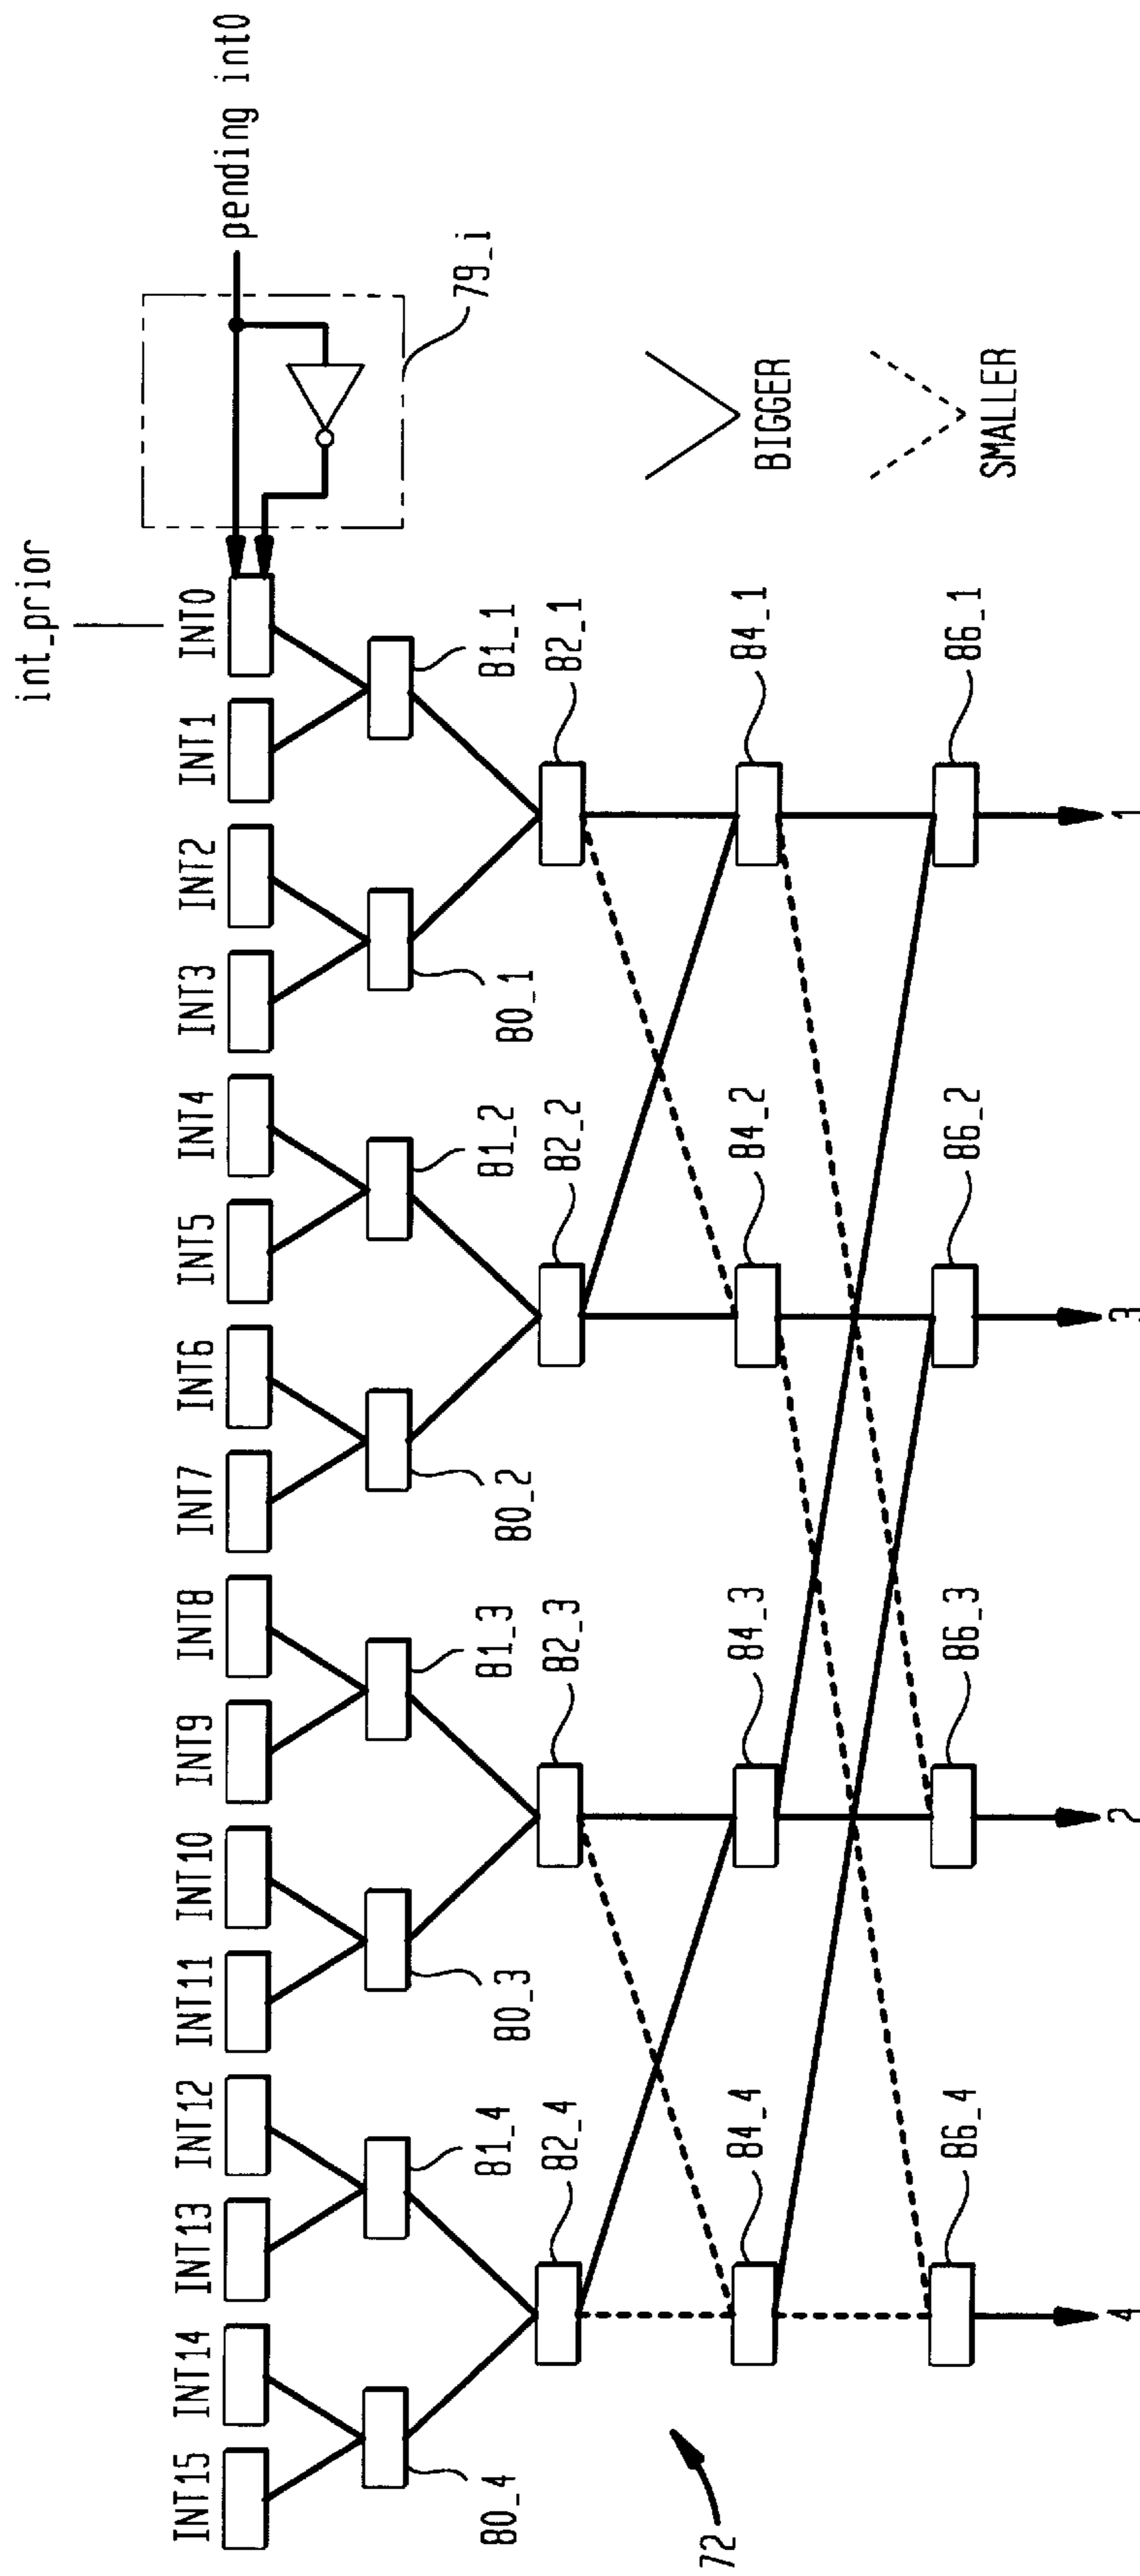 int_prior
pending int0
INT15 INT14 INT13 INT12 INT11 INT10 INT9 INT8 INT7 INT6 INT5 INT4 INT3 INT2 INT1 INT0
79_i
80_4 81_4 80_3 81_3 80_2 81_2 80_1 81_1
82_4 82_3 82_2 82_1
84_4 84_3 84_2 84_1
86_4 86_3 86_2 86_1
BIGGER
SMALLER
72
4 2 3 1